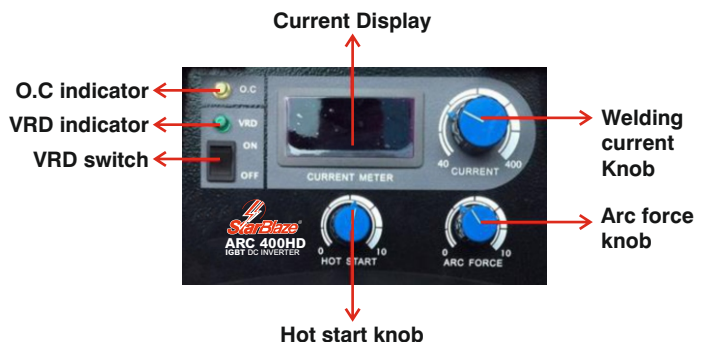 Current Display
O.C indicator
O.C
VRD indicator
VRD
VRD switch
ON
OFF
CURRENT METER
40
400
CURRENT
Welding
current
Knob
StarBlaze®
ARC 400HD
IGBT DC INVERTER
0
10
HOT START
0
10
ARC FORCE
Arc force
knob
Hot start knob